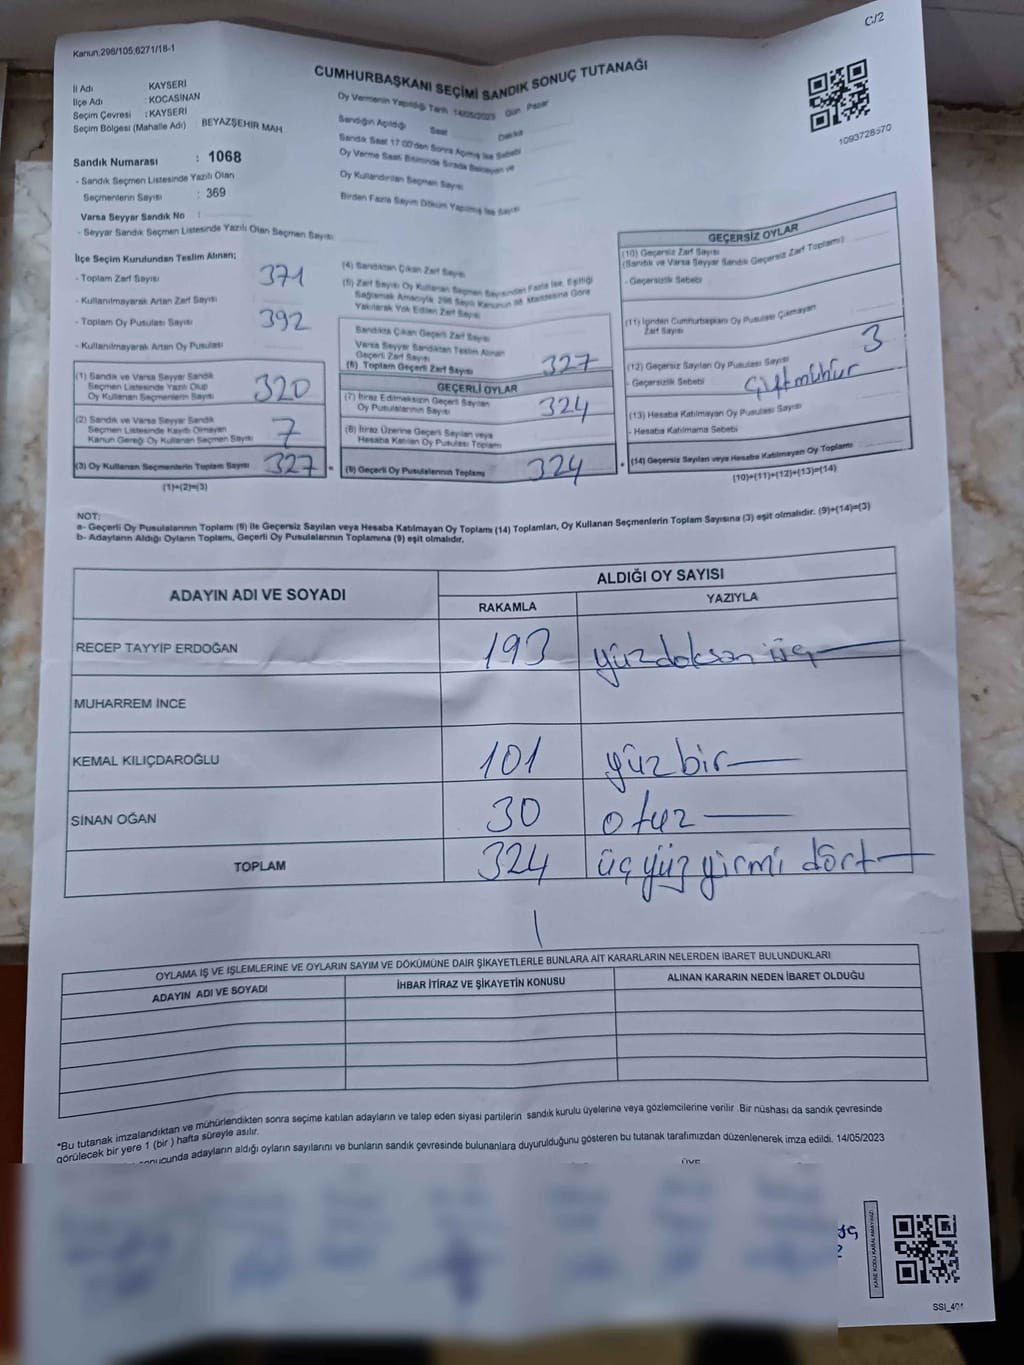 C/2
Kanun.298/105,6271/18-1
CUMHURBAŞKANI SEÇİMİ SANDIK SONUÇ TUTANAĞI
İl Adı : KAYSERİ
İlçe Adı : KOCASİNAN
Seçim Çevresi : KAYSERİ
Seçim Bölgesi (Mahalle Adı) BEYAZŞEHİR MAH
Sandık Numarası : 1068
- Sandık Seçmen Listesinde Yazılı Olan
Seçmenlerin Sayısı : 369
Varsa Seyyar Sandık No :
- Seyyar Sandık Seçmen Listesinde Yazılı Olan Seçmen Sayısı
Oy Vermenin Yapıldığı Tarih 14/05/2023 Gün Pazar
Sandığın Açıldığı Saat Dakika
Sandık Saat 17:00'den Sonra Açılmış İse Sebebi
Oy Verme Saati Bitiminde Sırada Bekleyen ve
Oy Kullandırılan Seçmen Sayısı
Birden Fazla Sayım Döküm Yapılmış İse Sayısı
1093728570
İlçe Seçim Kurulundan Teslim Alınan;
- Toplam Zarf Sayısı 371
- Kullanılmayarak Artan Zarf Sayısı
- Toplam Oy Pusulası Sayısı 392
- Kullanılmayarak Artan Oy Pusulası
(1) Sandık ve Varsa Seyyar Sandık
Seçmen Listesinde Yazılı Olup
Oy Kullanan Seçmenlerin Sayısı 320
(2) Sandık ve Varsa Seyyar Sandık
Seçmen Listesinde Kayıtlı Olmayan
Kanun Gereği Oy Kullanan Seçmen Sayısı 7
(3) Oy Kullanan Seçmenlerin Toplam Sayısı 327
(1)+(2)=(3)
(4) Sandıktan Çıkan Zarf Sayısı
(5) Zarf Sayısı Oy Kullanan Seçmen Sayısından Fazla İse, Eşitliği
Sağlamak Amacıyla 298 Sayılı Kanunun 98. Maddesine Göre
Yakılarak Yok Edilen Zarf Sayısı
Sandıkta Çıkan Geçerli Zarf Sayısı
Varsa Seyyar Sandıktan Teslim Alınan
Geçerli Zarf Sayısı
(6) Toplam Geçerli Zarf Sayısı 327
GEÇERLİ OYLAR
(7) İtiraz Edilmeksizin Geçerli Sayılan
Oy Pusulalarının Sayısı 324
(8) İtiraz Üzerine Geçerli Sayılan veya
Hesaba Katılan Oy Pusulası Toplamı
(9) Geçerli Oy Pusulalarının Toplamı 324
GEÇERSİZ OYLAR
(10) Geçersiz Zarf Sayısı
(Sandık ve Varsa Seyyar Sandık Geçersiz Zarf Toplamı)
- Geçersizlik Sebebi
(11) İçinden Cumhurbaşkanı Oy Pusulası Çıkmayan
Zarf Sayısı
(12) Geçersiz Sayılan Oy Pusulası Sayısı 3
- Geçersizlik Sebebi Çift mühür
(13) Hesaba Katılmayan Oy Pusulası Sayısı
- Hesaba Katılmama Sebebi
(14) Geçersiz Sayılan veya Hesaba Katılmayan Oy Toplamı
(10)+(11)+(12)+(13)=(14)
NOT:
a- Geçerli Oy Pusulalarının Toplamı (9) ile Geçersiz Sayılan veya Hesaba Katılmayan Oy Toplamı (14) Toplamları, Oy Kullanan Seçmenlerin Toplam Sayısına (3) eşit olmalıdır. (9)+(14)=(3)
b- Adayların Aldığı Oyların Toplamı, Geçerli Oy Pusulalarının Toplamına (9) eşit olmalıdır.
ADAYIN ADI VE SOYADI ALDIĞI OY SAYISI
RAKAMLA YAZIYLA
RECEP TAYYİP ERDOĞAN 193 yüzdoksan üç
MUHARREM İNCE
KEMAL KILIÇDAROĞLU 101 yüz bir
SİNAN OĞAN 30 otuz
TOPLAM 324 üç yüz yirmi dört
OYLAMA İŞ VE İŞLEMLERİNE VE OYLARIN SAYIM VE DÖKÜMÜNE DAİR ŞİKAYETLERLE BUNLARA AİT KARARLARIN NELERDEN İBARET BULUNDUKLARI
ADAYIN ADI VE SOYADI İHBAR İTİRAZ VE ŞİKAYETİN KONUSU ALINAN KARARIN NEDEN İBARET OLDUĞU
*Bu tutanak imzalandıktan ve mühürlendikten sonra seçime katılan adayların ve talep eden siyasi partilerin sandık kurulu üyelerine veya gözlemcilerine verilir. Bir nüshası da sandık çevresinde
görülecek bir yere 1 (bir) hafta süreyle asılır.
onucunda adayların aldığı oyların sayılarını ve bunların sandık çevresinde bulunanlara duyurulduğunu gösteren bu tutanak tarafımızdan düzenlenerek imza edildi. 14/05/2023
ÜYE
KARE KODU KARALAMAYINIZ!
SSI_401